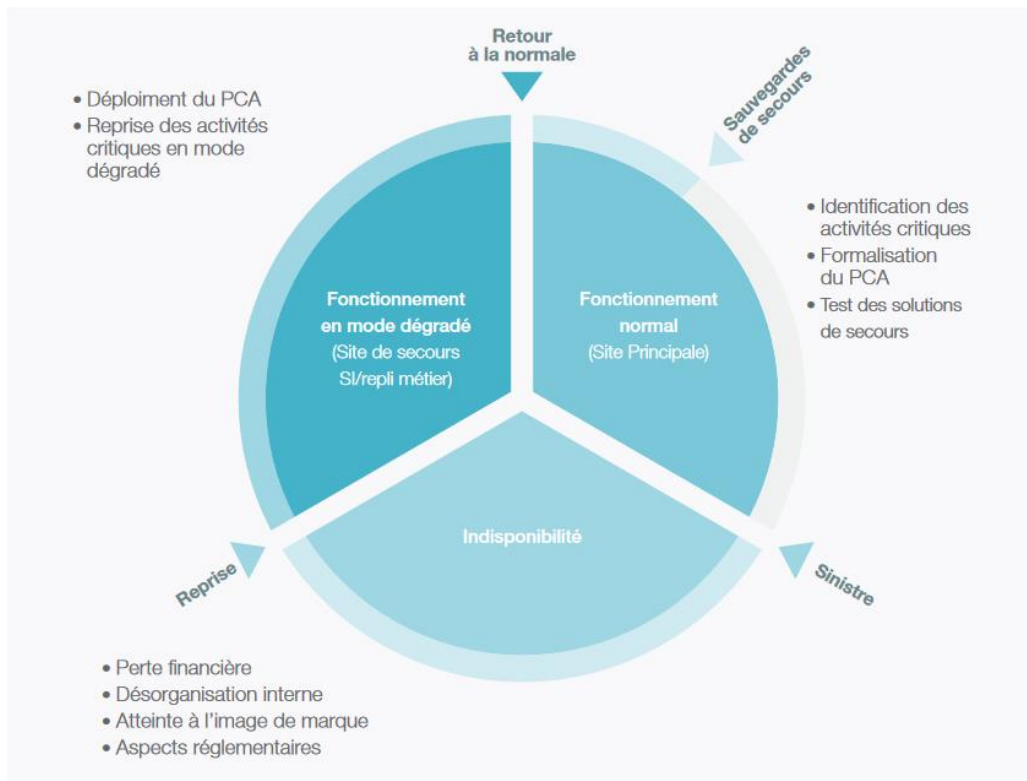 Retour
à la normale
Sauvegardes
de secours
• Déploiment du PCA
• Reprise des activités
critiques en mode
dégradé
• Identification des
activités critiques
• Formalisation
du PCA
• Test des solutions
de secours
Fonctionnement
en mode dégradé
(Site de secours
SI/repli métier)
Fonctionnement
normal
(Site Principale)
Indisponibilité
Reprise
Sinistre
• Perte financière
• Désorganisation interne
• Atteinte à l'image de marque
• Aspects réglementaires